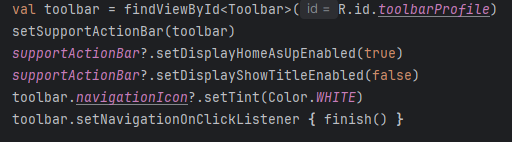 val toolbar = findViewById<Toolbar>( id = R.id.toolbarProfile)
setSupportActionBar(toolbar)
supportActionBar?.setDisplayHomeAsUpEnabled(true)
supportActionBar?.setDisplayShowTitleEnabled(false)
toolbar.navigationIcon?.setTint(Color.WHITE)
toolbar.setNavigationOnClickListener { finish() }